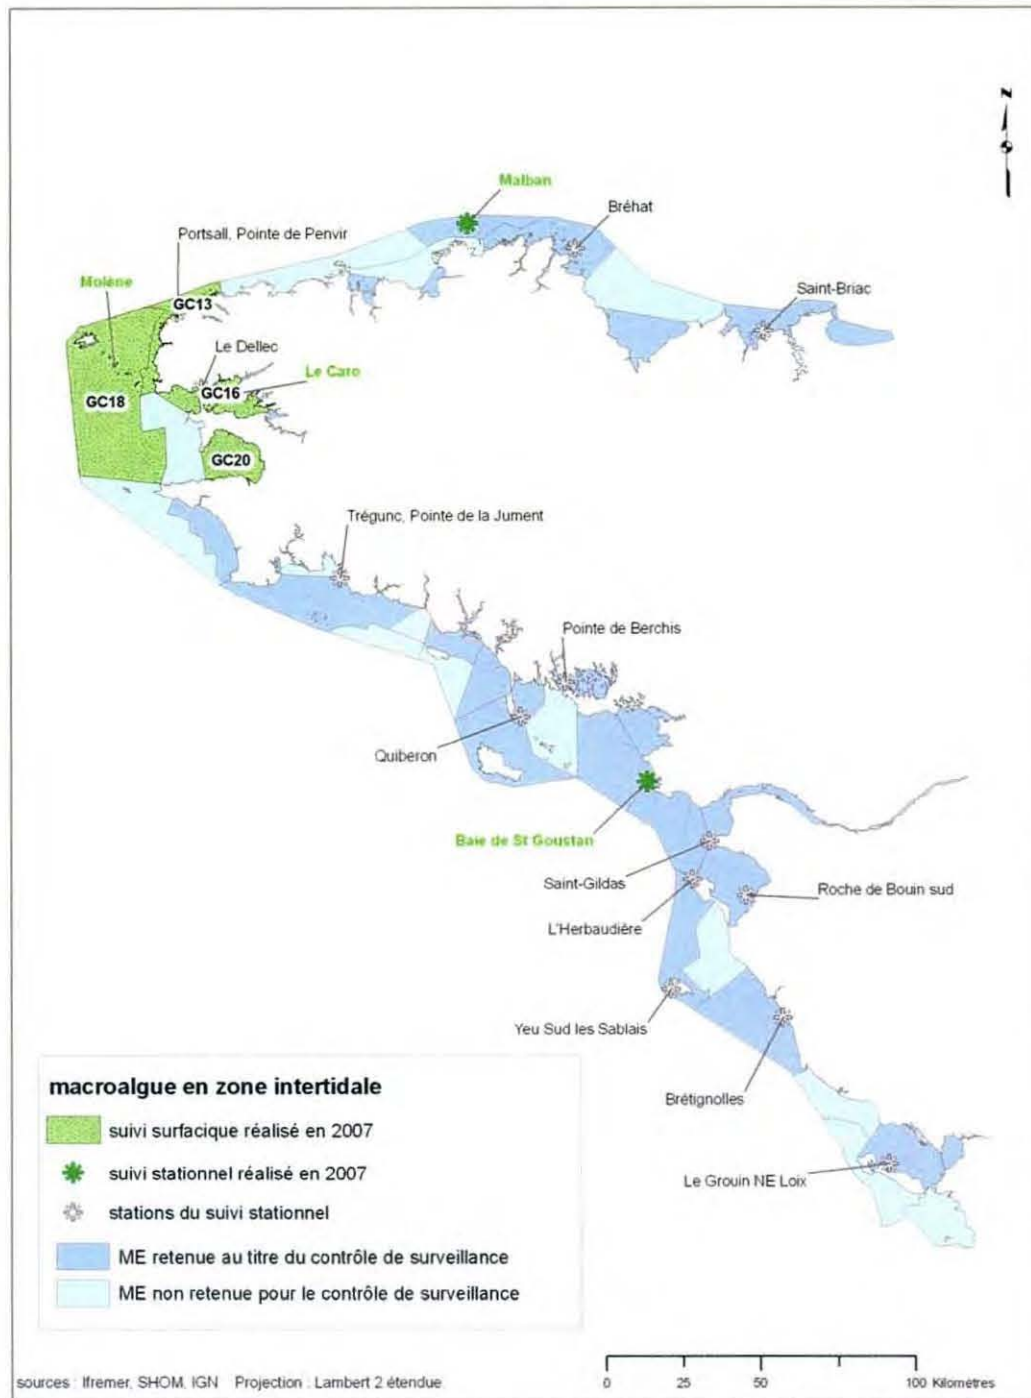 N
Malban
Bréhat
Portsall, Pointe de Penvir
Molène
GC13
Saint-Briac
Le Dellec
Le Caro
GC16
GC18
GC20
Trégunc, Pointe de la Jument
Pointe de Berchis
Quiberon
Baie de St Goustan
Saint-Gildas
Roche de Bouin sud
L'Herbaudière
Yeu Sud les Sablais
Brétignolles
Le Grouin NE Loix
macroalgue en zone intertidale
suivi surfacique réalisé en 2007
suivi stationnel réalisé en 2007
stations du suivi stationnel
ME retenue au titre du contrôle de surveillance
ME non retenue pour le contrôle de surveillance
sources : Ifremer, SHOM, IGN Projection : Lambert 2 étendue
0 25 50 100 Kilomètres